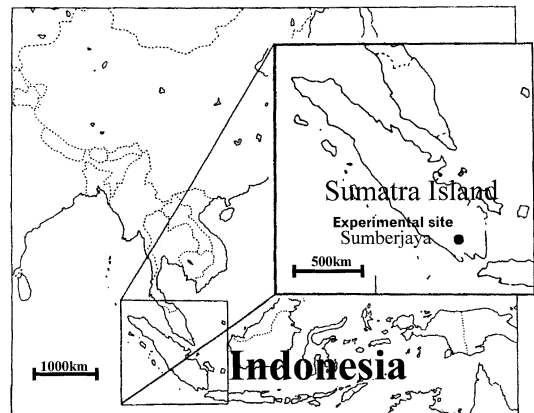 Sumatra Island
Experimental site
Sumberjaya
500km
1000km
Indonesia